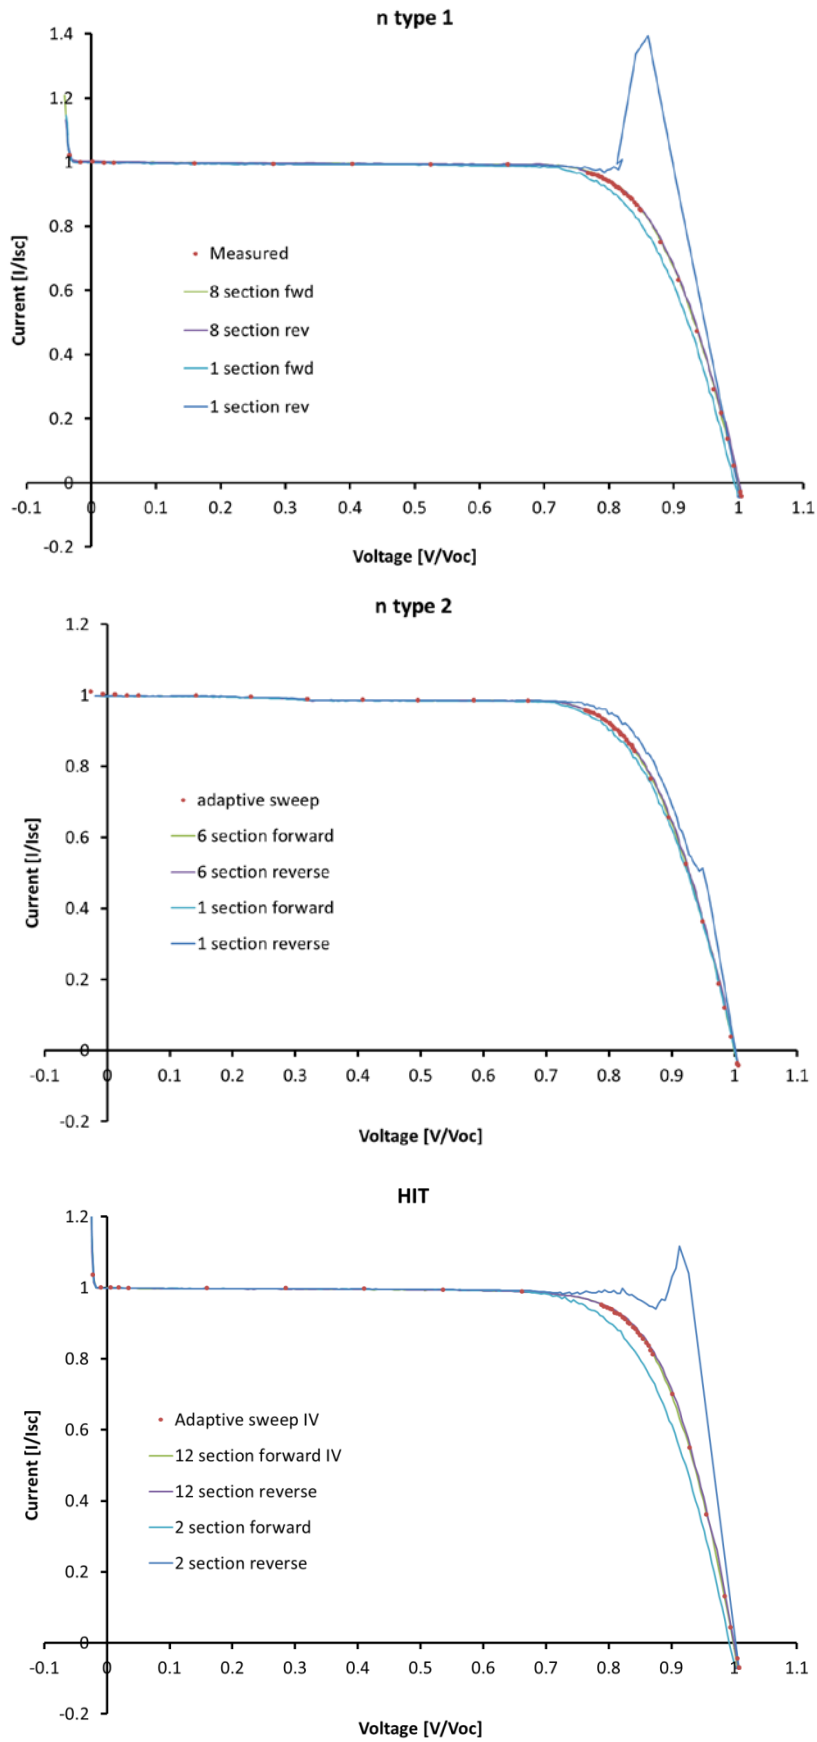 n type 1
1.4
1.2
1
0.8
0.6
0.4
0.2
0
-0.2
Current [I/Isc]
Measured
8 section fwd
8 section rev
1 section fwd
1 section rev
-0.1 0 0.1 0.2 0.3 0.4 0.5 0.6 0.7 0.8 0.9 1 1.1
Voltage [V/Voc]
n type 2
1.2
1
0.8
0.6
0.4
0.2
0
-0.2
Current [I/Isc]
adaptive sweep
6 section forward
6 section reverse
1 section forward
1 section reverse
-0.1 0 0.1 0.2 0.3 0.4 0.5 0.6 0.7 0.8 0.9 1 1.1
Voltage [V/Voc]
HIT
1.2
1
0.8
0.6
0.4
0.2
0
-0.2
Current [I/Isc]
Adaptive sweep IV
12 section forward IV
12 section reverse
2 section forward
2 section reverse
-0.1 0 0.1 0.2 0.3 0.4 0.5 0.6 0.7 0.8 0.9 1 1.1
Voltage [V/Voc]